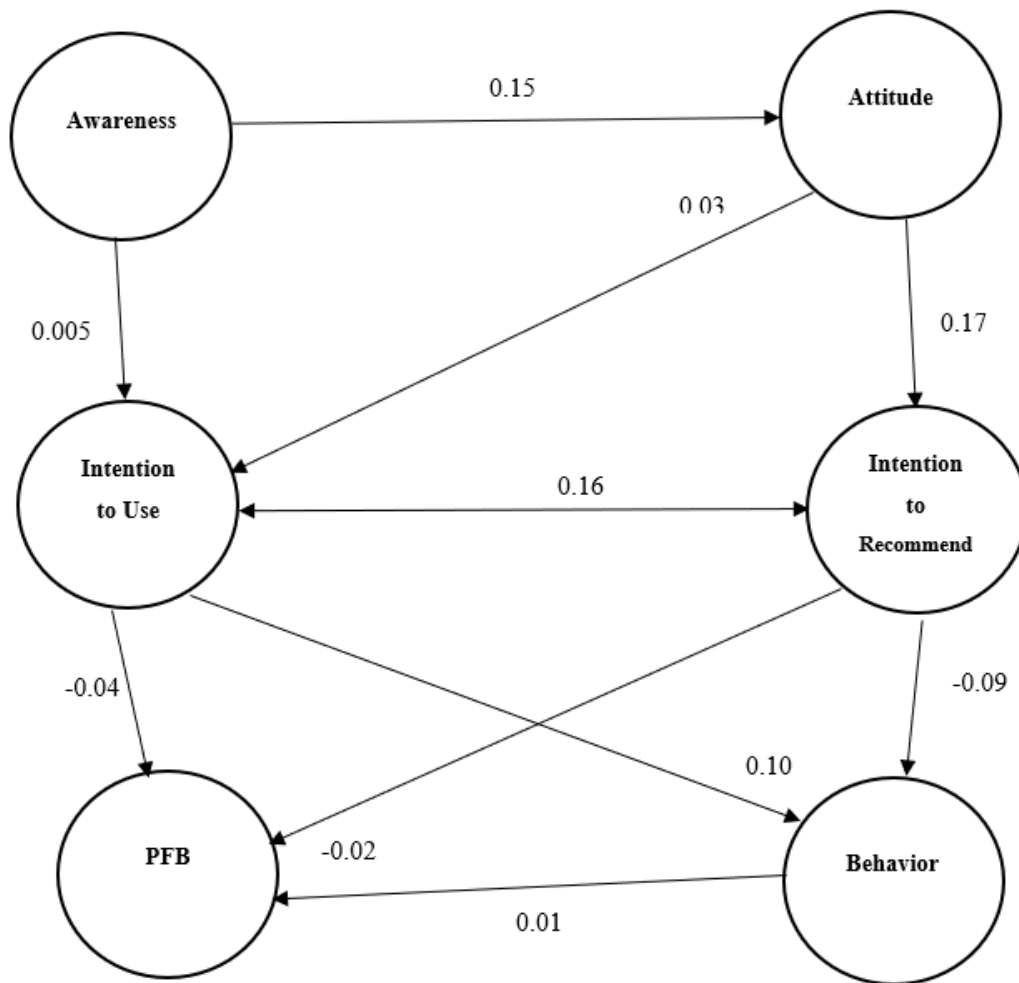 Awareness
0.15
Attitude
0.03
0.005
0.17
Intention
to Use
0.16
Intention
to
Recommend
-0.04
-0.09
0.10
-0.02
PFB
Behavior
0.01